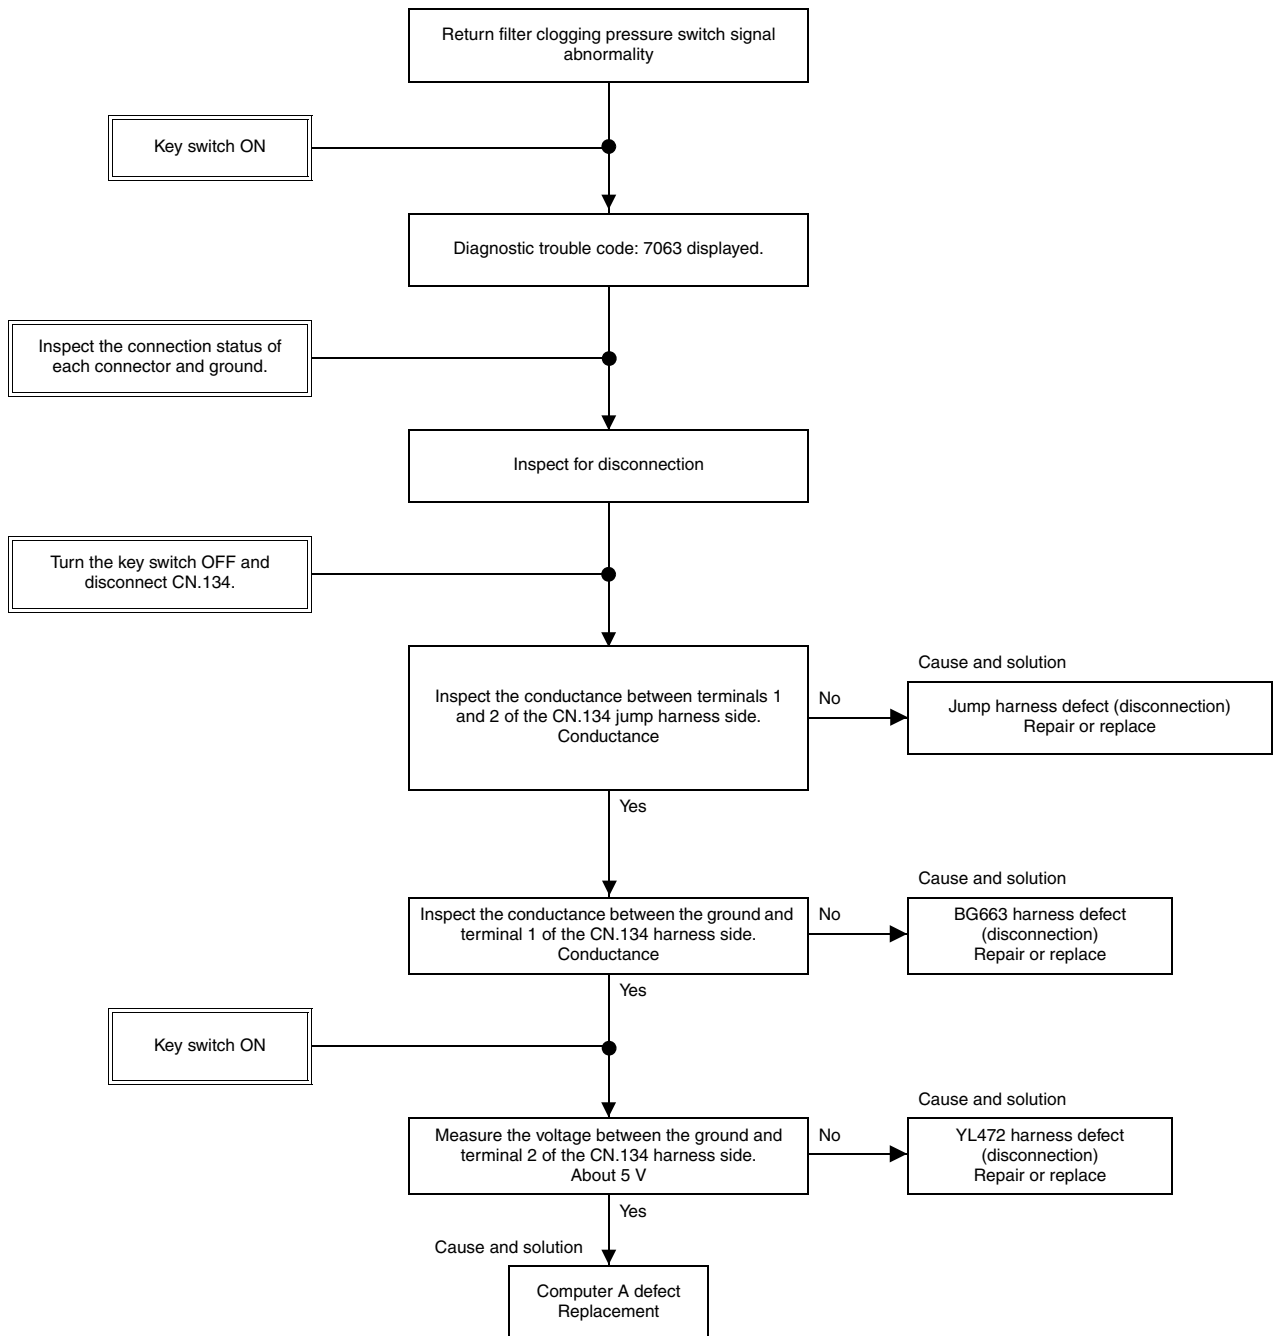 Return filter clogging pressure switch signal
abnormality
Key switch ON
Diagnostic trouble code: 7063 displayed.
Inspect the connection status of
each connector and ground.
Inspect for disconnection
Turn the key switch OFF and
disconnect CN.134.
Inspect the conductance between terminals 1
and 2 of the CN.134 jump harness side.
Conductance
No
Cause and solution
Jump harness defect (disconnection)
Repair or replace
Yes
Inspect the conductance between the ground and
terminal 1 of the CN.134 harness side.
Conductance
No
Cause and solution
BG663 harness defect
(disconnection)
Repair or replace
Yes
Key switch ON
Measure the voltage between the ground and
terminal 2 of the CN.134 harness side.
About 5 V
No
Cause and solution
YL472 harness defect
(disconnection)
Repair or replace
Yes
Cause and solution
Computer A defect
Replacement